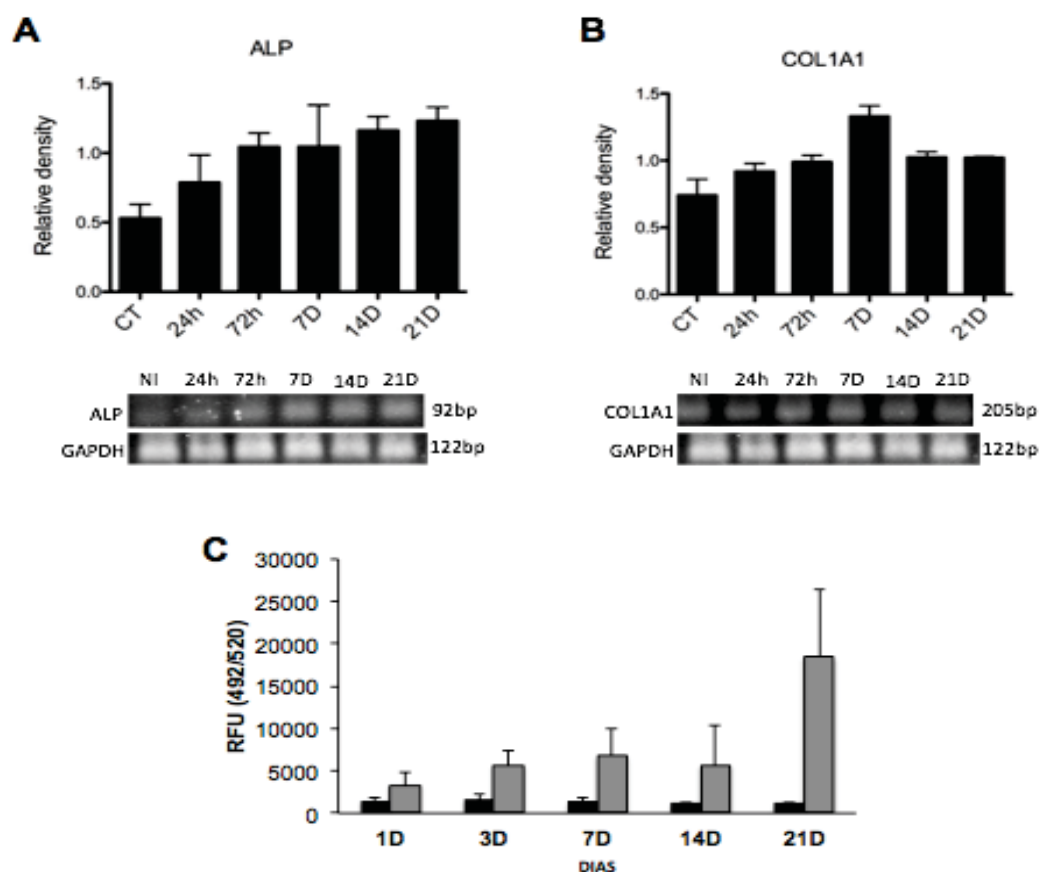 A
ALP
Relative density
1.5
1.0
0.5
0.0
CT 24h 72h 7D 14D 21D
NI 24h 72h 7D 14D 21D
ALP 92bp
GAPDH 122bp
B
COL1A1
Relative density
1.5
1.0
0.5
0.0
CT 24h 72h 7D 14D 21D
NI 24h 72h 7D 14D 21D
COL1A1 205bp
GAPDH 122bp
C
RFU (492/520)
30000
25000
20000
15000
10000
5000
0
1D 3D 7D 14D 21D
DIAS